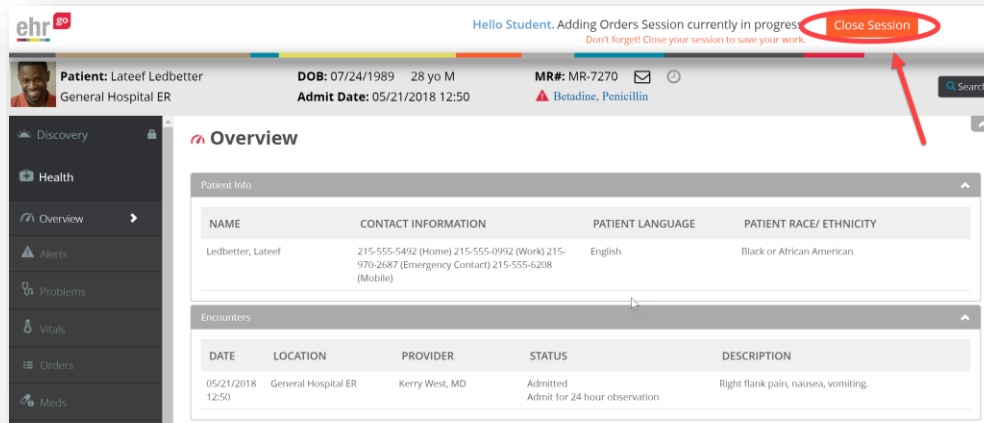 ehr go
Hello Student. Adding Orders Session currently in progress
Close Session
Don't forget! Close your session to save your work.
Patient: Lateef Ledbetter
DOB: 07/24/1989 28 yo M
MR#: MR-7270
General Hospital ER
Admit Date: 05/21/2018 12:50
Betadine, Penicillin
Search
Discovery
Health
Overview
Alerts
Problems
Vitals
Orders
Meds
Overview
Patient Info
NAME CONTACT INFORMATION PATIENT LANGUAGE PATIENT RACE/ ETHNICITY
Ledbetter, Lateef
215-555-5492 (Home) 215-555-0992 (Work) 215-
970-2687 (Emergency Contact) 215-555-6208
(Mobile)
English
Black or African American
Encounters
DATE LOCATION PROVIDER STATUS DESCRIPTION
05/21/2018
12:50
General Hospital ER
Kerry West, MD
Admitted
Admit for 24 hour observation
Right flank pain, nausea, vomiting.